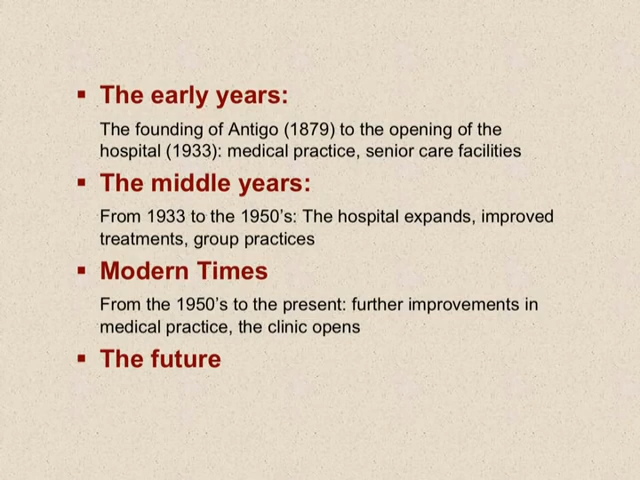 ▪ The early years:
The founding of Antigo (1879) to the opening of the
hospital (1933): medical practice, senior care facilities
▪ The middle years:
From 1933 to the 1950's: The hospital expands, improved
treatments, group practices
▪ Modern Times
From the 1950's to the present: further improvements in
medical practice, the clinic opens
▪ The future